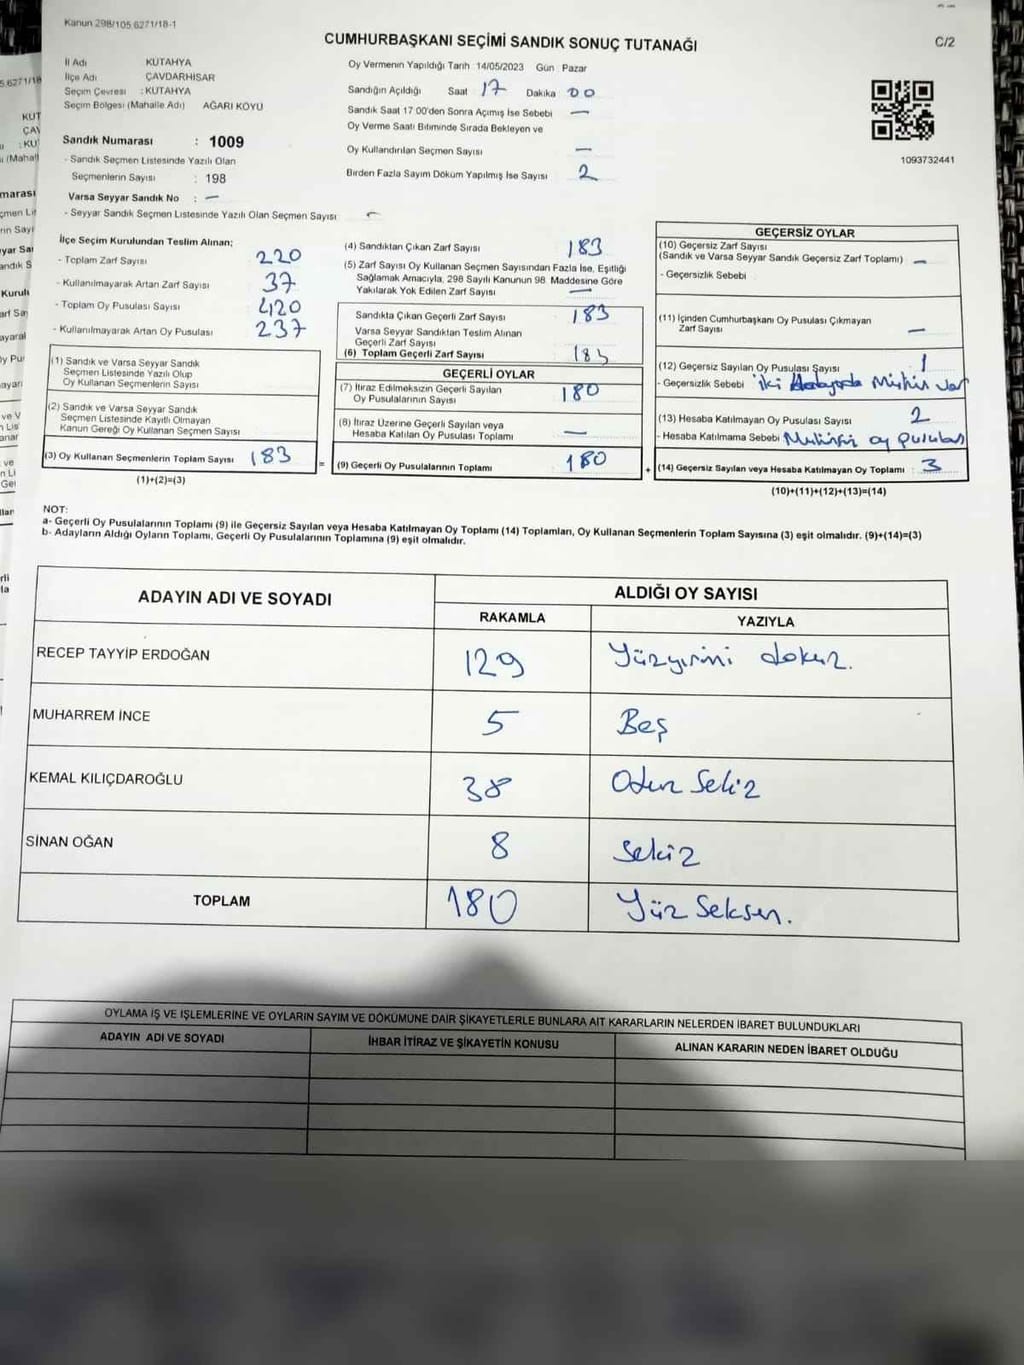 Kanun 298/105 6271/18-1
CUMHURBAŞKANI SEÇİMİ SANDIK SONUÇ TUTANAĞI
C/2
İl Adı KUTAHYA
İlçe Adı ÇAVDARHISAR
Seçim Çevresi : KUTAHYA
Seçim Bölgesi (Mahalle Adı) AĞARI KOYU
Oy Vermenin Yapıldığı Tarih 14/05/2023 Gün Pazar
Sandığın Açıldığı Saat 17 Dakika 00
Sandık Saat 17:00'den Sonra Açımış İse Sebebi —
Oy Verme Saati Bitiminde Sırada Bekleyen ve
Oy Kullandırılan Seçmen Sayısı —
Birden Fazla Sayım Döküm Yapılmış İse Sayısı 2
1093732441
Sandık Numarası : 1009
- Sandık Seçmen Listesinde Yazılı Olan
Seçmenlerin Sayısı : 198
Varsa Seyyar Sandık No : —
- Seyyar Sandık Seçmen Listesinde Yazılı Olan Seçmen Sayısı —
İlçe Seçim Kurulundan Teslim Alınan;
- Toplam Zarf Sayısı 220
- Kullanılmayarak Artan Zarf Sayısı 37
- Toplam Oy Pusulası Sayısı 420
- Kullanılmayarak Artan Oy Pusulası 237
(1) Sandık ve Varsa Seyyar Sandık
Seçmen Listesinde Yazılı Olup
Oy Kullanan Seçmenlerin Sayısı
(2) Sandık ve Varsa Seyyar Sandık
Seçmen Listesinde Kayıtlı Olmayan
Kanun Gereği Oy Kullanan Seçmen Sayısı
(3) Oy Kullanan Seçmenlerin Toplam Sayısı 183
(1)+(2)=(3)
=
(4) Sandıktan Çıkan Zarf Sayısı 183
(5) Zarf Sayısı Oy Kullanan Seçmen Sayısından Fazla İse, Eşitliği
Sağlamak Amacıyla, 298 Sayılı Kanunun 98. Maddesine Göre
Yakılarak Yok Edilen Zarf Sayısı —
Sandıkta Çıkan Geçerli Zarf Sayısı 183
Varsa Seyyar Sandıktan Teslim Alınan
Geçerli Zarf Sayısı
(6) Toplam Geçerli Zarf Sayısı 183
GEÇERLİ OYLAR
(7) İtiraz Edilmeksizin Geçerli Sayılan
Oy Pusulalarının Sayısı 180
(8) İtiraz Üzerine Geçerli Sayılan veya
Hesaba Katılan Oy Pusulası Toplamı —
(9) Geçerli Oy Pusulalarının Toplamı 180
+
GEÇERSİZ OYLAR
(10) Geçersiz Zarf Sayısı
(Sandık ve Varsa Seyyar Sandık Geçersiz Zarf Toplamı) —
- Geçersizlik Sebebi
(11) İçinden Cumhurbaşkanı Oy Pusulası Çıkmayan
Zarf Sayısı —
(12) Geçersiz Sayılan Oy Pusulası Sayısı 1
- Geçersizlik Sebebi iki Adayda Mühür var
(13) Hesaba Katılmayan Oy Pusulası Sayısı 2
- Hesaba Katılmama Sebebi Mühürsüz oy pusulası
(14) Geçersiz Sayılan veya Hesaba Katılmayan Oy Toplamı : 3
(10)+(11)+(12)+(13)=(14)
NOT:
a- Geçerli Oy Pusulalarının Toplamı (9) ile Geçersiz Sayılan veya Hesaba Katılmayan Oy Toplamı (14) Toplamları, Oy Kullanan Seçmenlerin Toplam Sayısına (3) eşit olmalıdır. (9)+(14)=(3)
b- Adayların Aldığı Oyların Toplamı, Geçerli Oy Pusulalarının Toplamına (9) eşit olmalıdır.
ADAYIN ADI VE SOYADI
ALDIĞI OY SAYISI
RAKAMLA YAZIYLA
RECEP TAYYİP ERDOĞAN 129 Yüzyirmi dokuz.
MUHARREM İNCE 5 Beş
KEMAL KILIÇDAROĞLU 38 Otuz Sekiz
SİNAN OĞAN 8 Sekiz
TOPLAM 180 Yüz Seksen.
OYLAMA İŞ VE İŞLEMLERİNE VE OYLARIN SAYIM VE DÖKÜMÜNE DAİR ŞİKAYETLERLE BUNLARA AİT KARARLARIN NELERDEN İBARET BULUNDUKLARI
ADAYIN ADI VE SOYADI İHBAR İTİRAZ VE ŞİKAYETİN KONUSU ALINAN KARARIN NEDEN İBARET OLDUĞU